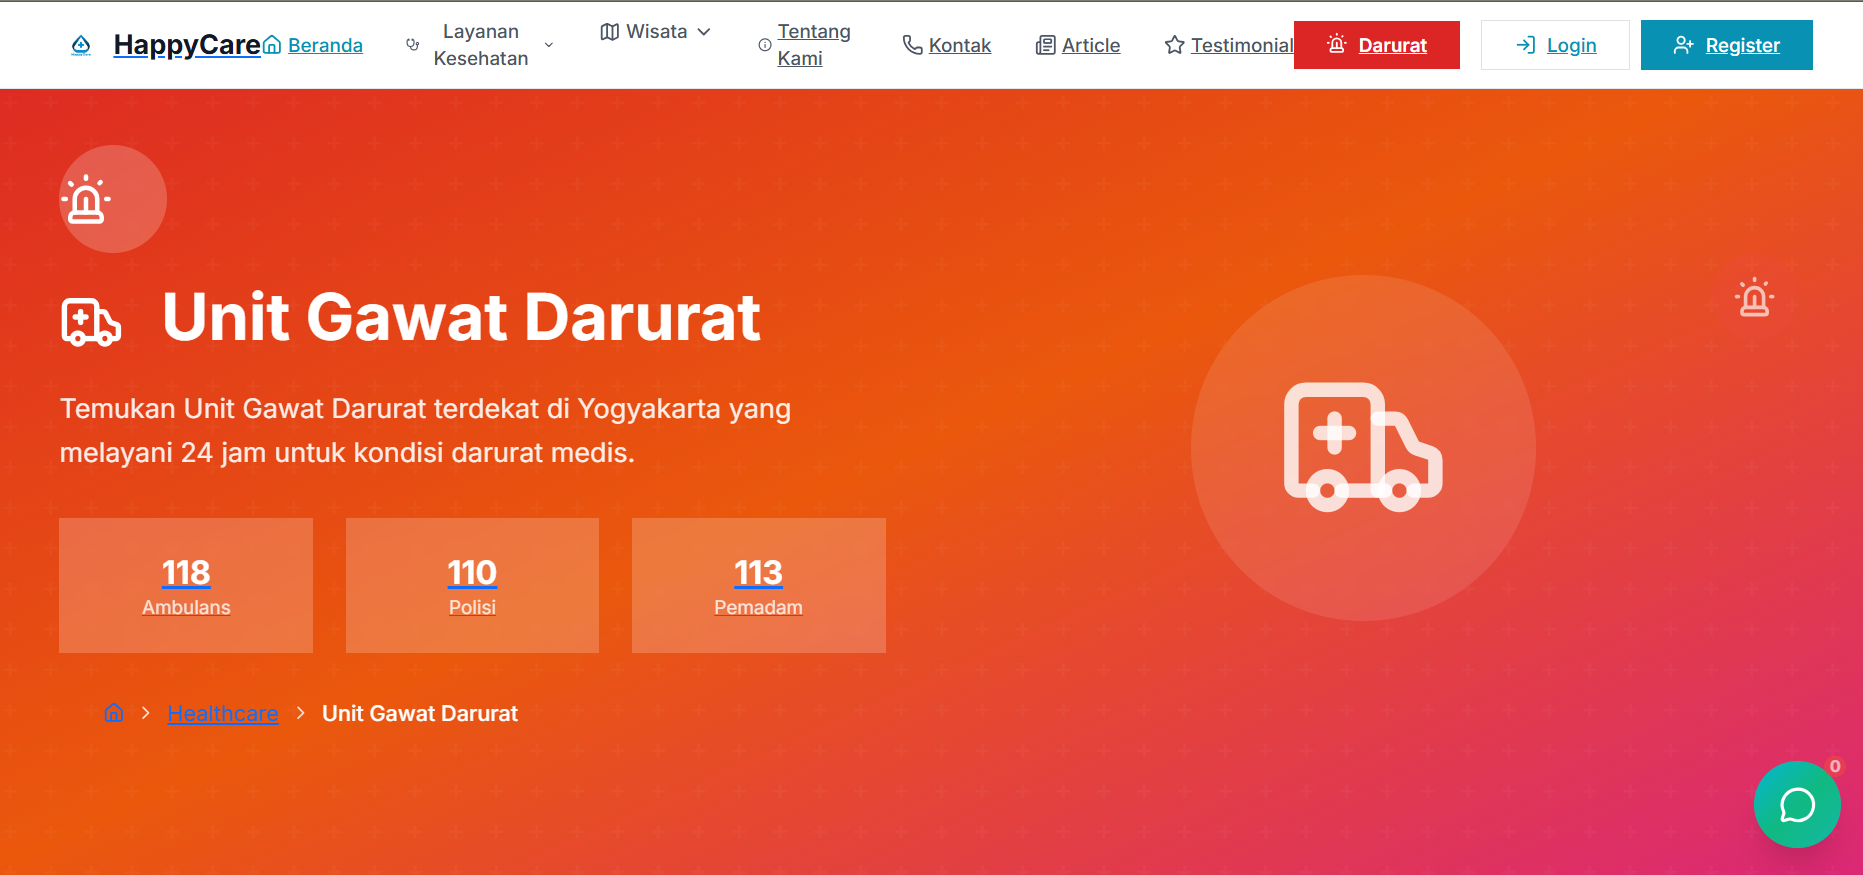 HappyCare
Beranda
Layanan
Kesehatan
Wisata
Tentang
Kami
Kontak
Article
Testimonial
Darurat
Login
Register
Unit Gawat Darurat
Temukan Unit Gawat Darurat terdekat di Yogyakarta yang
melayani 24 jam untuk kondisi darurat medis.
118
Ambulans
110
Polisi
113
Pemadam
Healthcare
Unit Gawat Darurat
0